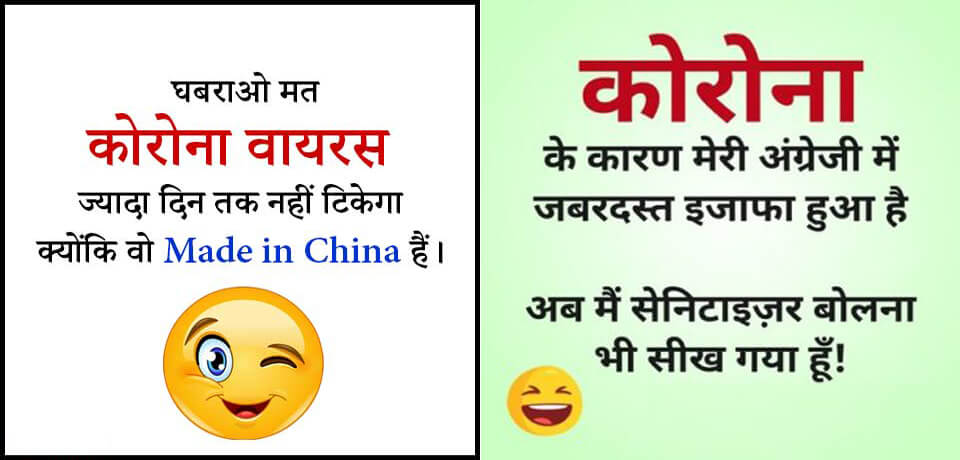 घबराओ मत
कोरोना वायरस
ज्यादा दिन तक नहीं टिकेगा
क्योंकि वो Made in China हैं।
कोरोना
के कारण मेरी अंग्रेजी में
जबरदस्त इजाफा हुआ है
अब मैं सेनिटाइज़र बोलना
भी सीख गया हूँ!